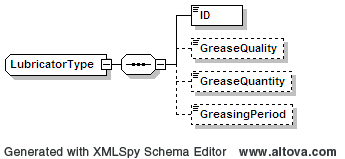 ID
LubricatorType
GreaseQuality
GreaseQuantity
GreasingPeriod
Generated with XMLSpy Schema Editor www.altova.com